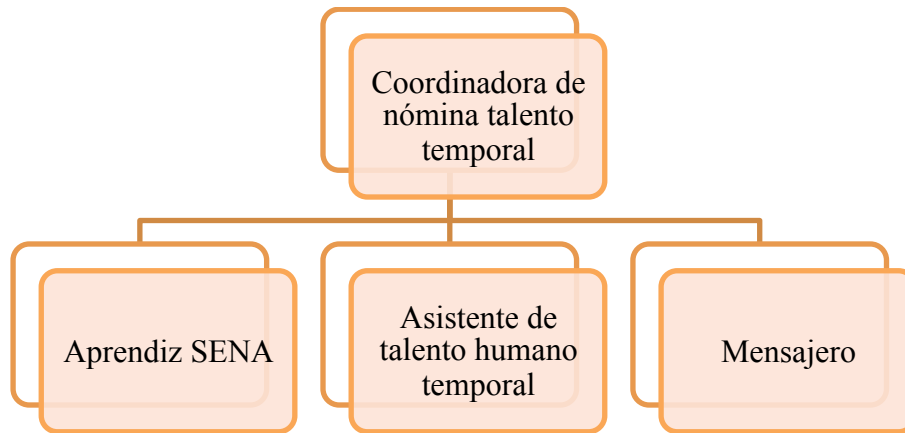 Coordinadora de
nómina talento
temporal
Aprendiz SENA
Asistente de
talento humano
temporal
Mensajero